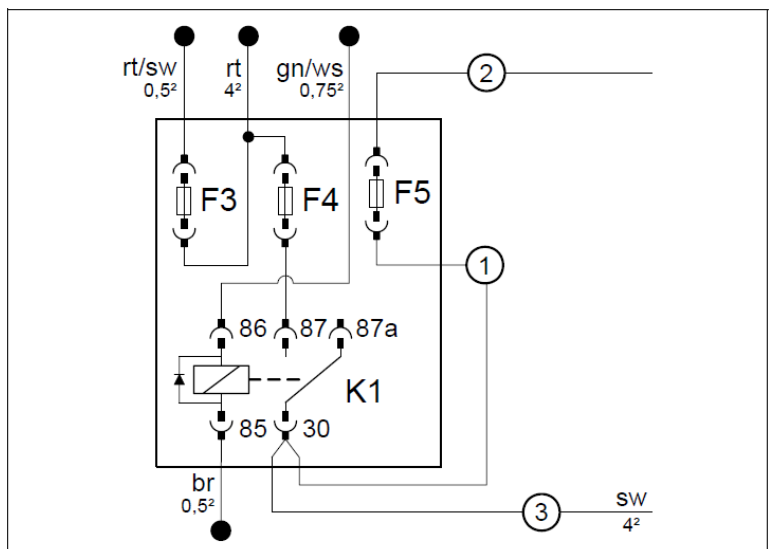 rt/sw
0,5²
rt
4²
gn/ws
0,75²
2
F3
F4
F5
1
86
87
87a
K1
85
30
br
0,5²
3
sw
4²